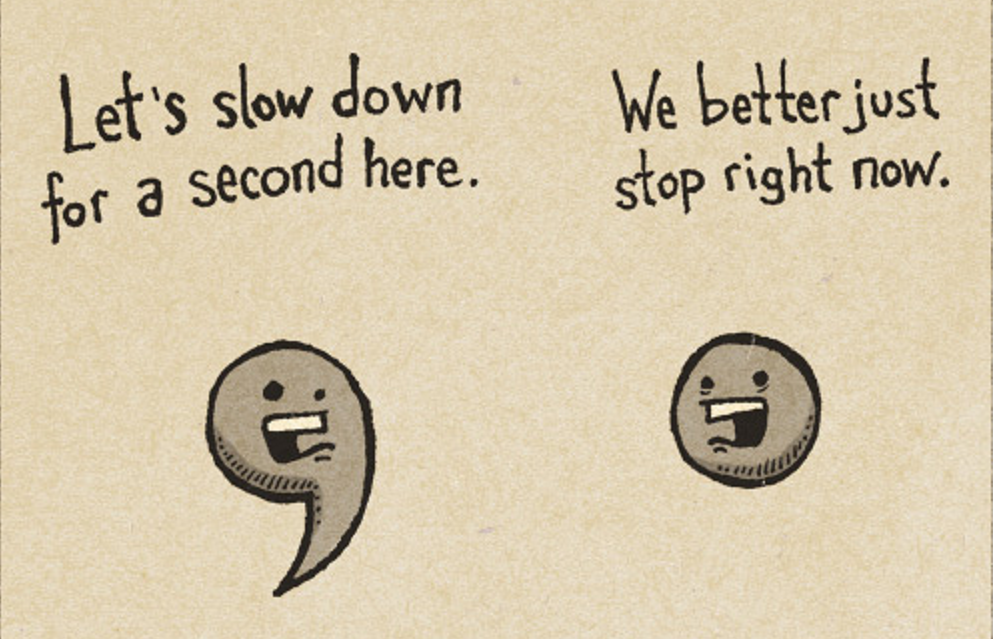 Let's slow down
for a second here.
We better just
stop right now.